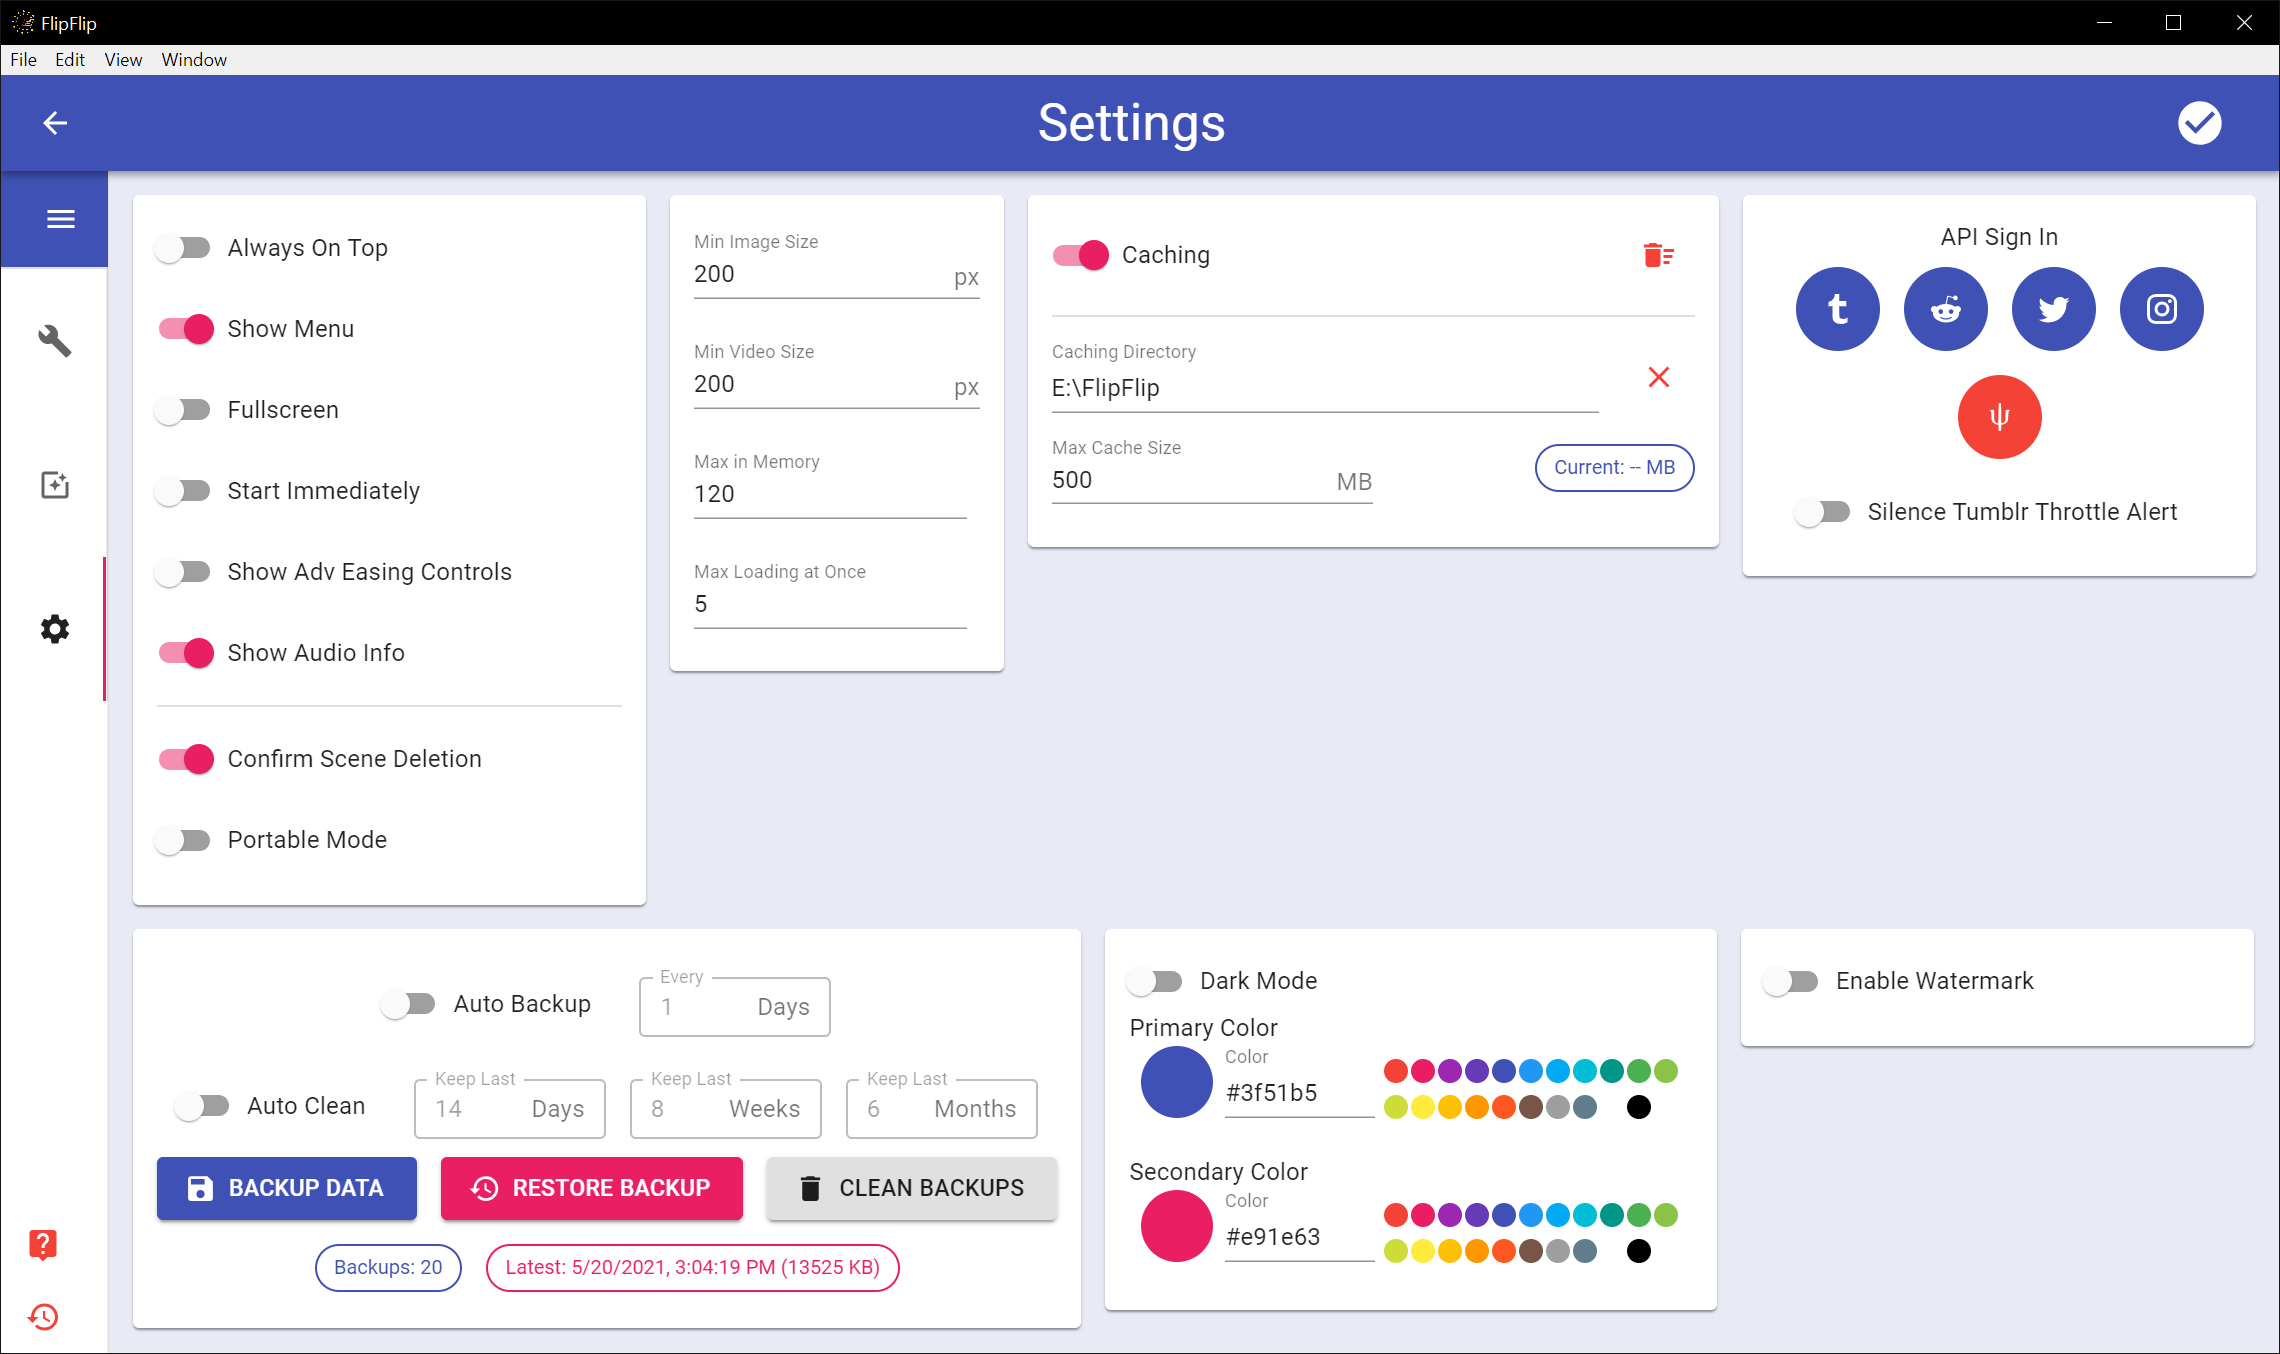 FlipFlip
File Edit View Window
Settings
Always On Top
Show Menu
Fullscreen
Start Immediately
Show Adv Easing Controls
Show Audio Info
Confirm Scene Deletion
Portable Mode
Min Image Size
200 px
Min Video Size
200 px
Max in Memory
120
Max Loading at Once
5
Caching
Caching Directory
E:\FlipFlip
Max Cache Size
500 MB
Current: -- MB
API Sign In
Silence Tumblr Throttle Alert
Auto Backup
Every
1 Days
Auto Clean
Keep Last
14 Days
Keep Last
8 Weeks
Keep Last
6 Months
BACKUP DATA
RESTORE BACKUP
CLEAN BACKUPS
Backups: 20
Latest: 5/20/2021, 3:04:19 PM (13525 KB)
Dark Mode
Primary Color
Color
#3f51b5
Secondary Color
Color
#e91e63
Enable Watermark